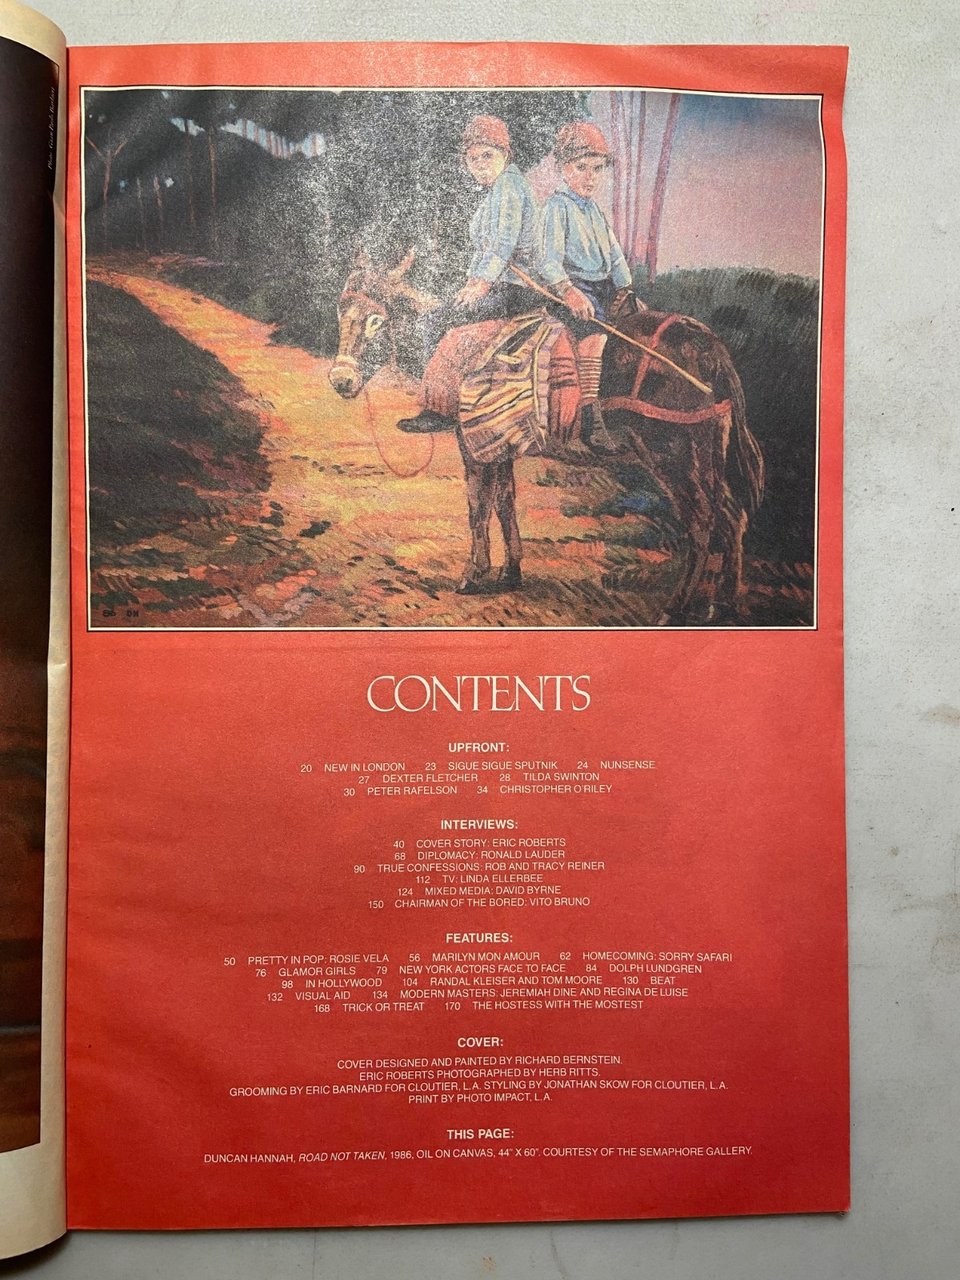 CONTENTS
UPFRONT:
20 NEW IN LONDON 23 SIGUE SIGUE SPUTNIK 24 NUNSENSE
27 DEXTER FLETCHER 28 TILDA SWINTON
30 PETER RAFELSON 34 CHRISTOPHER O'RILEY
INTERVIEWS:
40 COVER STORY: ERIC ROBERTS
68 DIPLOMACY: RONALD LAUDER
90 TRUE CONFESSIONS: ROB AND TRACY REINER
112 TV: LINDA ELLERBEE
124 MIXED MEDIA: DAVID BYRNE
150 CHAIRMAN OF THE BORED: VITO BRUNO
FEATURES:
50 PRETTY IN POP: ROSIE VELA 56 MARILYN MON AMOUR 62 HOMECOMING: SORRY SAFARI
76 GLAMOR GIRLS 79 NEW YORK ACTORS FACE TO FACE 84 DOLPH LUNDGREN
98 IN HOLLYWOOD 104 RANDAL KLEISER AND TOM MOORE 130 BEAT
132 VISUAL AID 134 MODERN MASTERS: JEREMIAH DINE AND REGINA DE LUISE
168 TRICK OR TREAT 170 THE HOSTESS WITH THE MOSTEST
COVER:
COVER DESIGNED AND PAINTED BY RICHARD BERNSTEIN.
ERIC ROBERTS PHOTOGRAPHED BY HERB RITTS.
GROOMING BY ERIC BARNARD FOR CLOUTIER, L.A. STYLING BY JONATHAN SKOW FOR CLOUTIER, L.A.
PRINT BY PHOTO IMPACT, L.A.
THIS PAGE:
DUNCAN HANNAH, ROAD NOT TAKEN, 1986, OIL ON CANVAS, 44" X 60". COURTESY OF THE SEMAPHORE GALLERY.